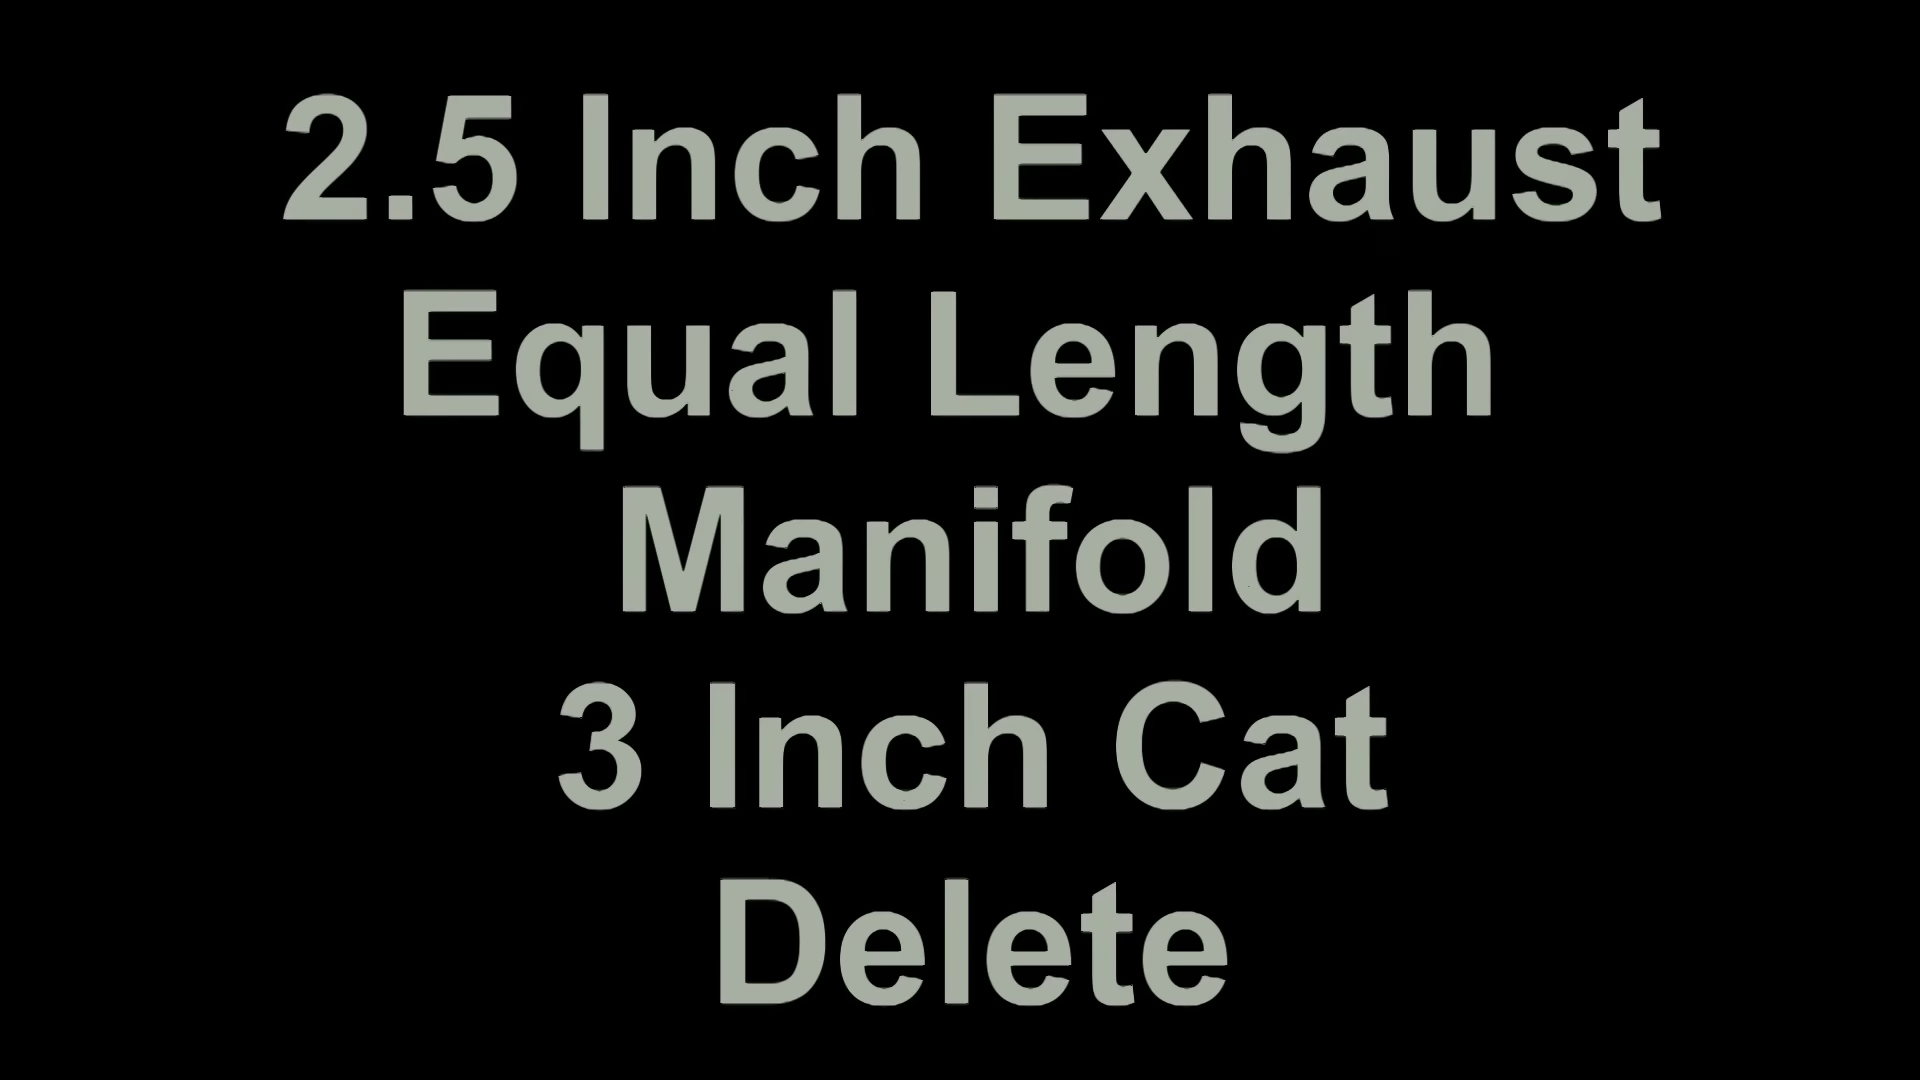 2.5 Inch Exhaust
Equal Length
Manifold
3 Inch Cat
Delete